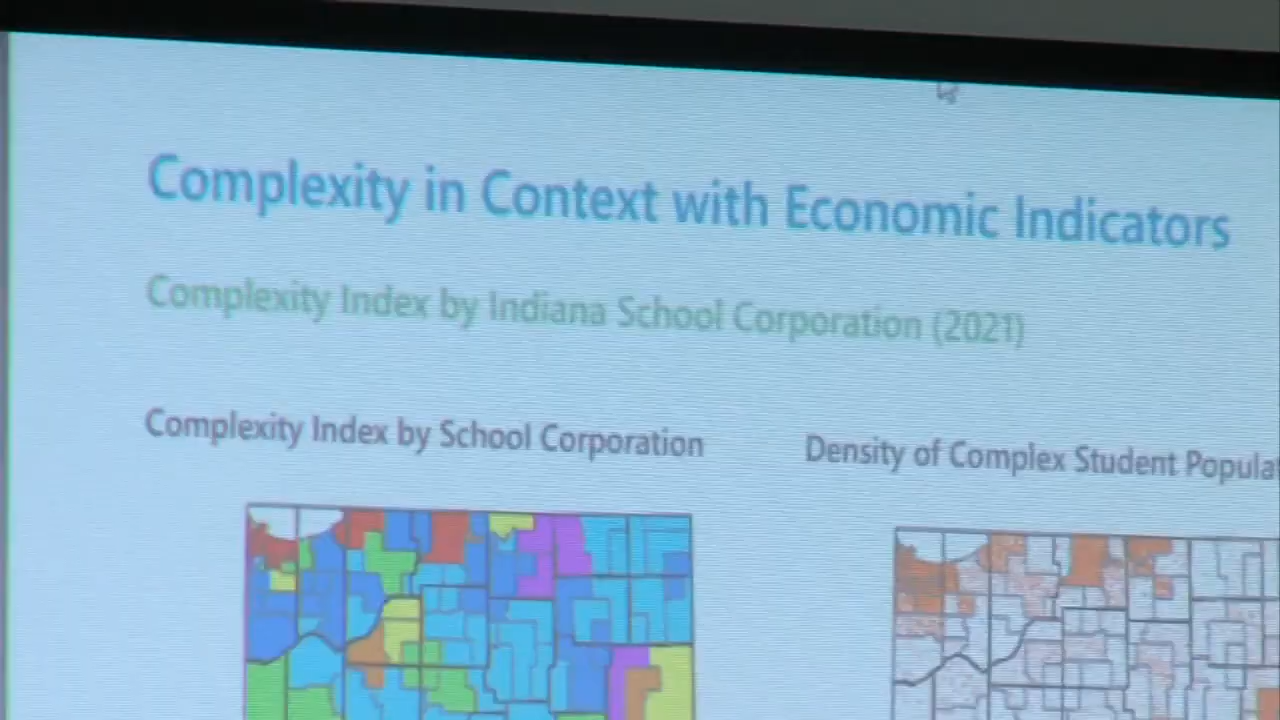 Complexity in Context with Economic Indicators
Complexity Index by Indiana School Corporation (2021)
Complexity Index by School Corporation
Density of Complex Student